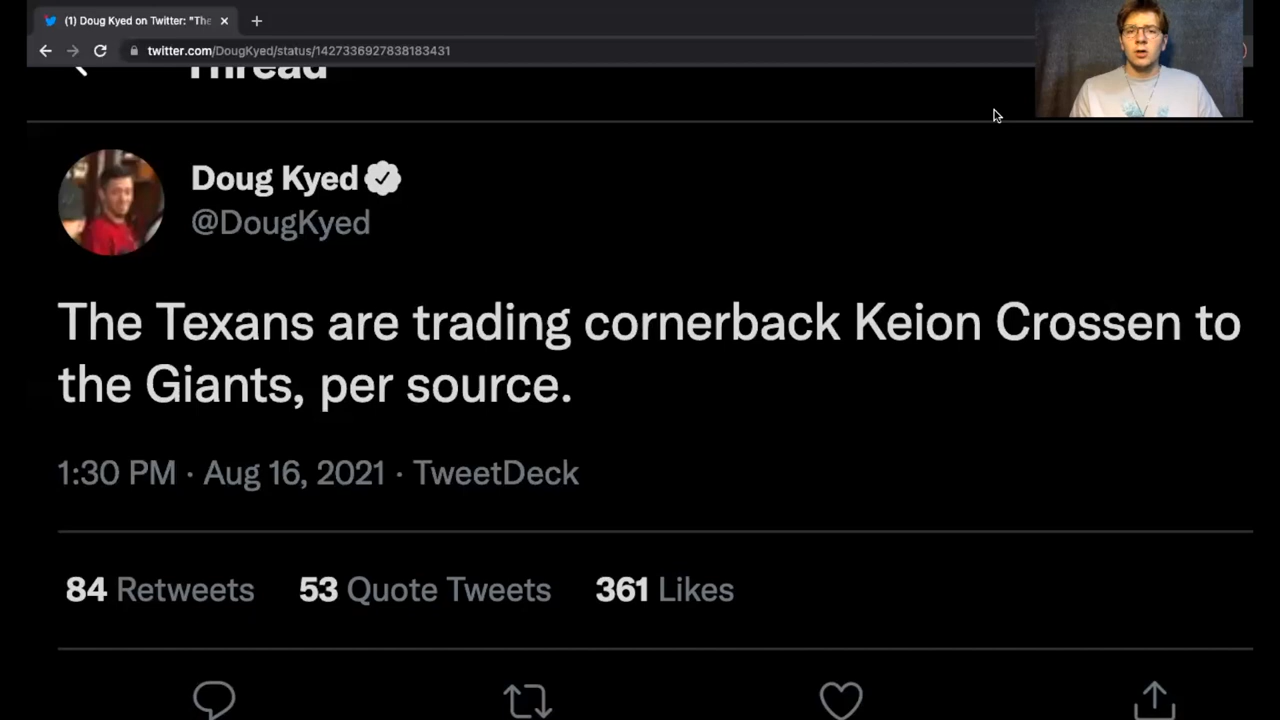 (1) Doug Kyed on Twitter: "The
twitter.com/DougKyed/status/1427336927838183431
Thread
Doug Kyed
@DougKyed
The Texans are trading cornerback Keion Crossen to
the Giants, per source.
1:30 PM · Aug 16, 2021 · TweetDeck
84 Retweets 53 Quote Tweets 361 Likes